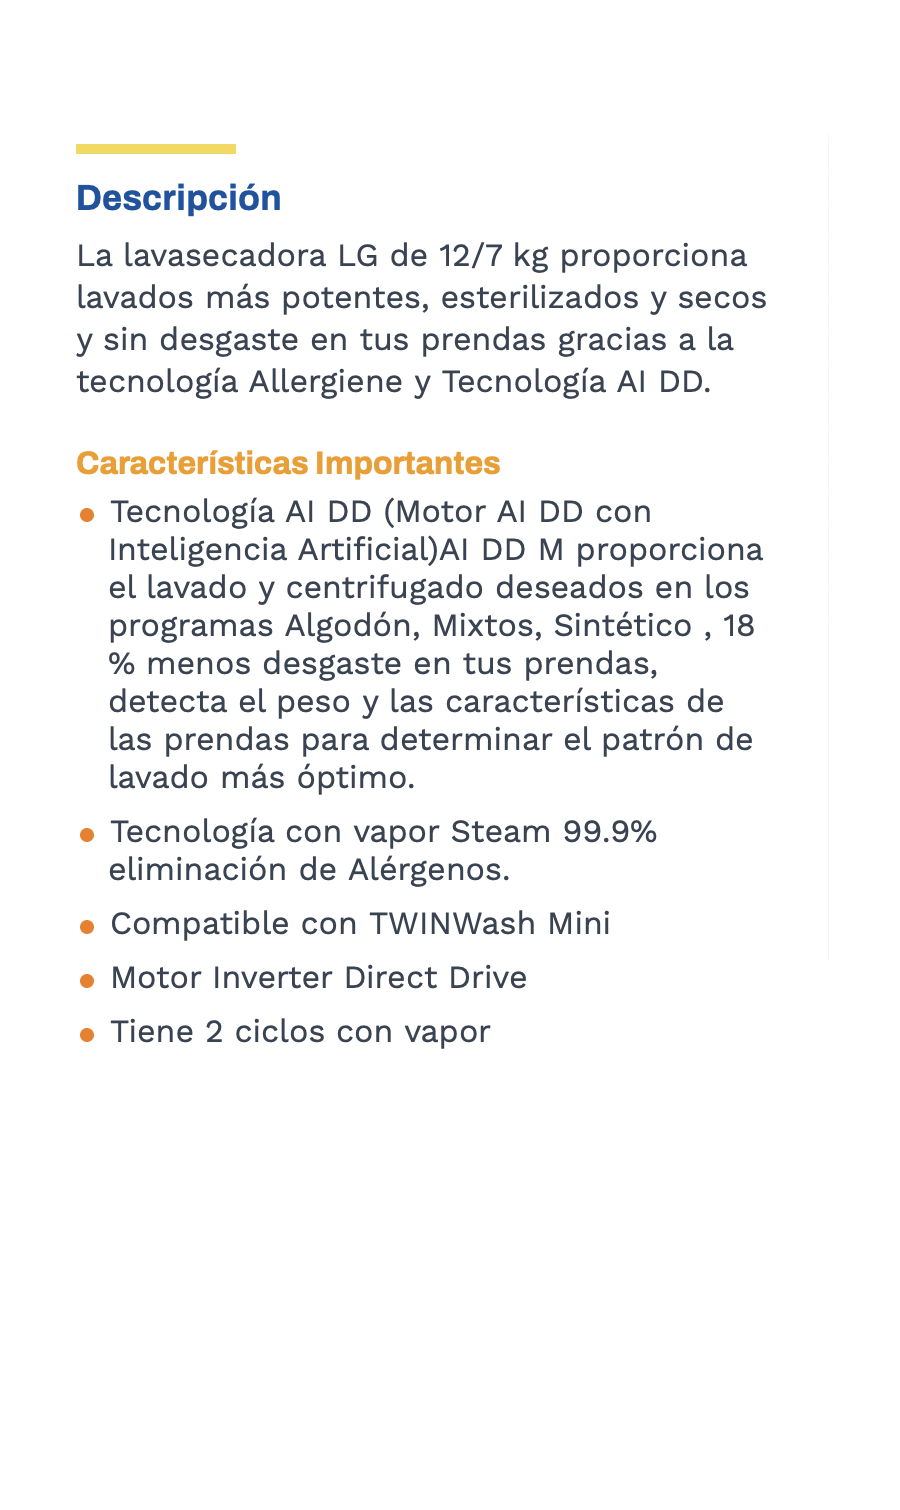 Descripción
La lavasecadora LG de 12/7 kg proporciona
lavados más potentes, esterilizados y secos
y sin desgaste en tus prendas gracias a la
tecnología Allergiene y Tecnología AI DD.
Características Importantes
Tecnología AI DD (Motor AI DD con
Inteligencia Artificial)AI DD M proporciona
el lavado y centrifugado deseados en los
programas Algodón, Mixtos, Sintético , 18
% menos desgaste en tus prendas,
detecta el peso y las características de
las prendas para determinar el patrón de
lavado más óptimo.
Tecnología con vapor Steam 99.9%
eliminación de Alérgenos.
Compatible con TWINWash Mini
Motor Inverter Direct Drive
Tiene 2 ciclos con vapor